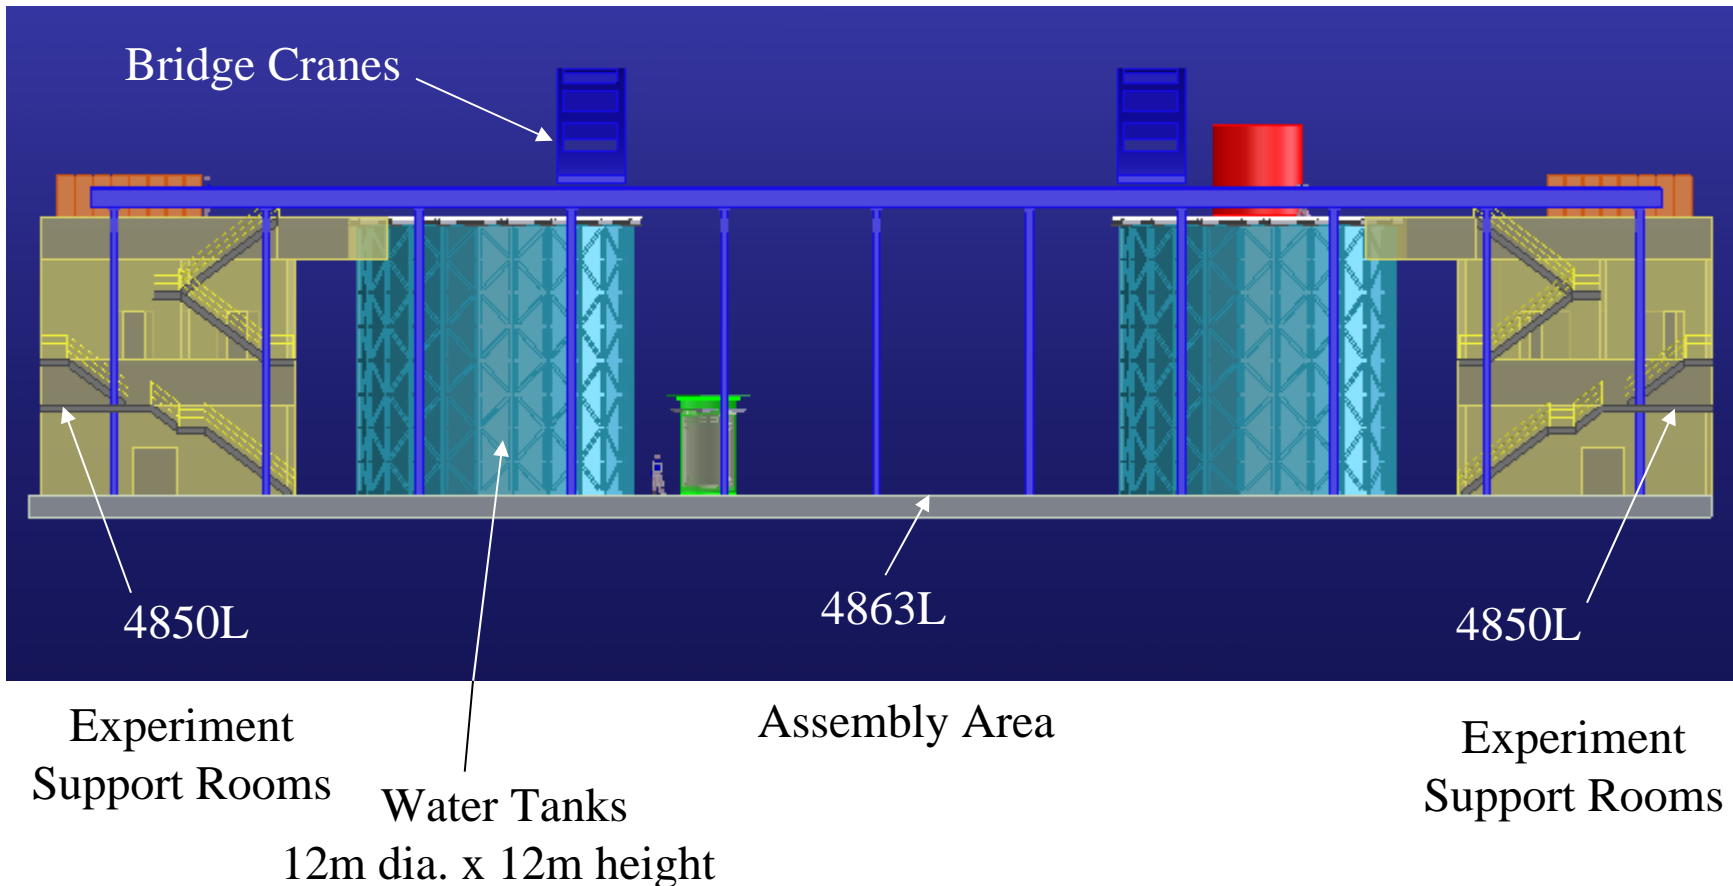 Bridge Cranes
4850L
4863L
4850L
Experiment
Support Rooms
Water Tanks
12m dia. x 12m height
Assembly Area
Experiment
Support Rooms